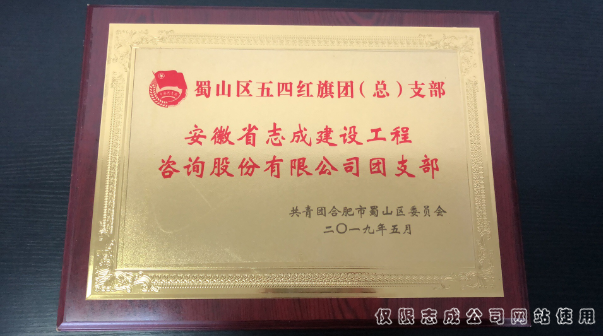 蜀山区五四红旗团（总）支部
安徽省志成建设工程
咨询股份有限公司团支部
共青团合肥市蜀山区委员会
二〇一九年五月
仅限志成公司网站使用